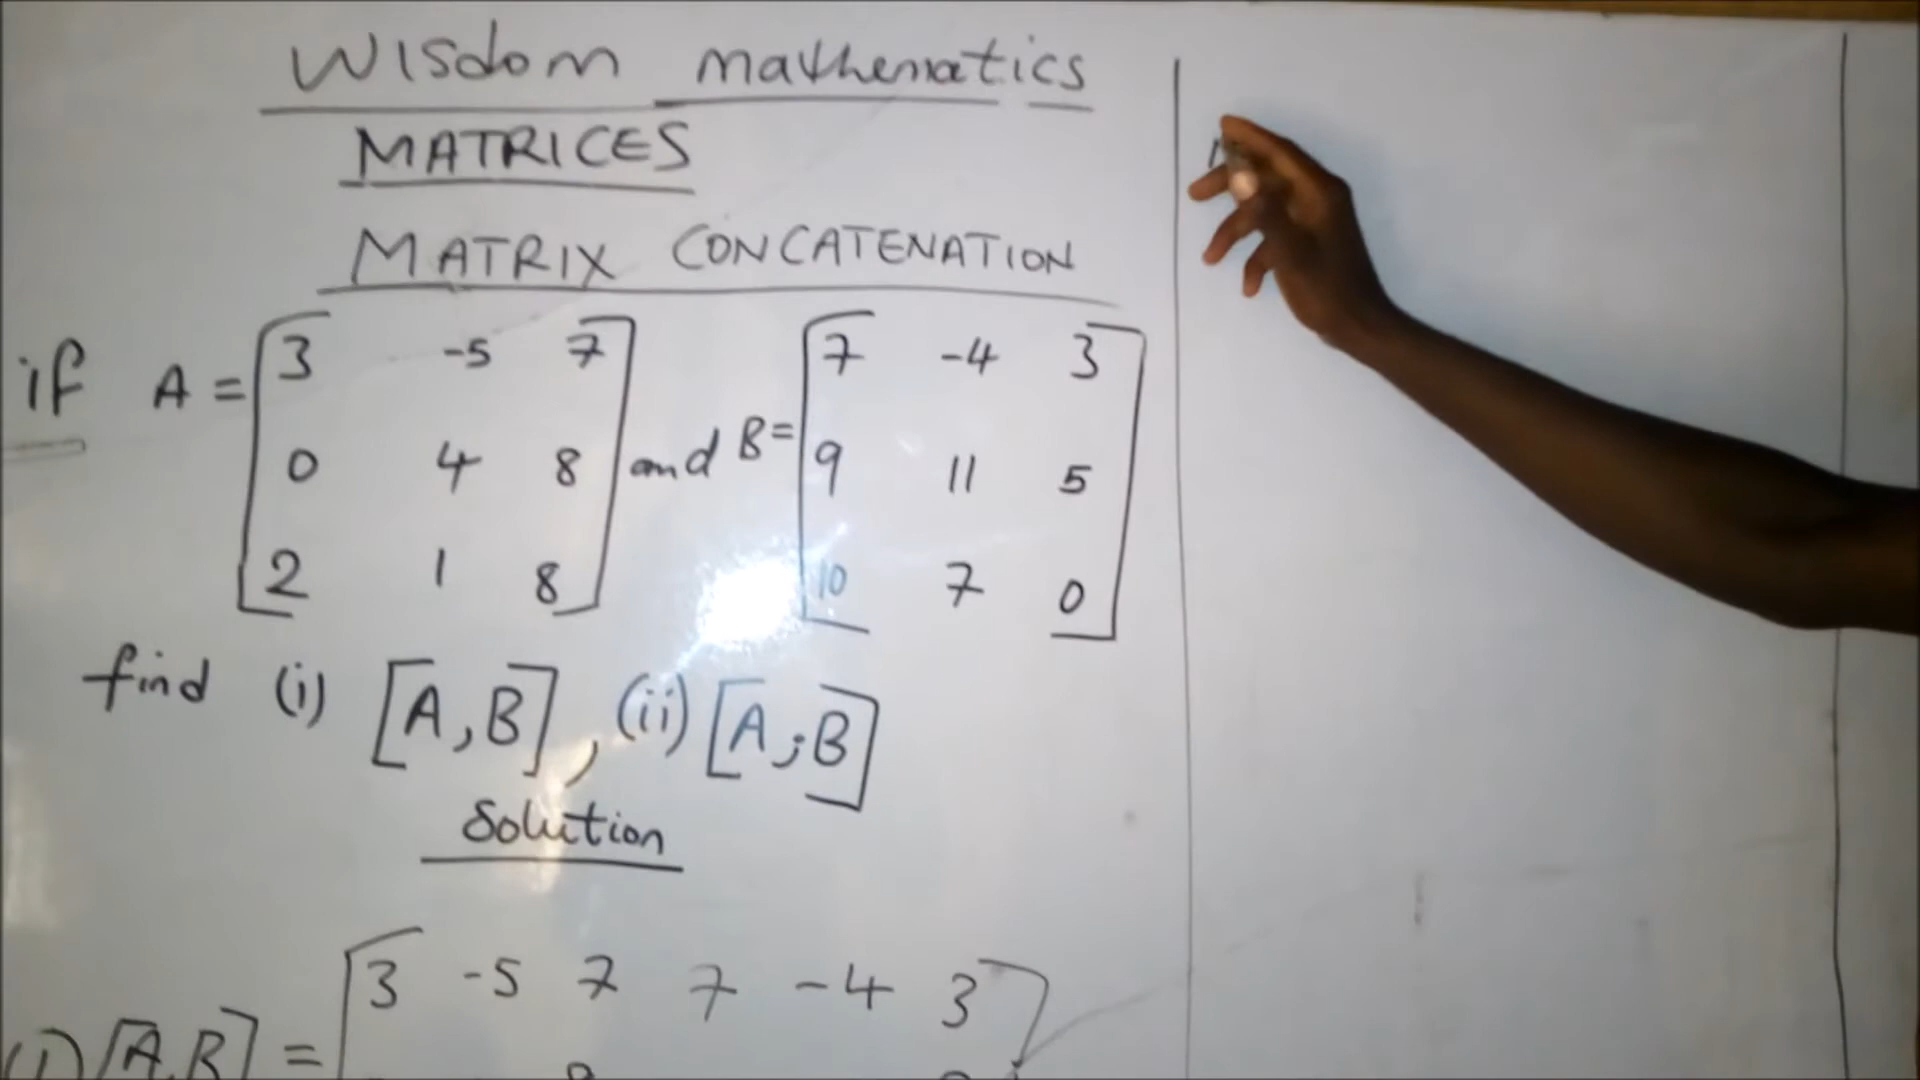 Wisdom mathematics
MATRICES
MATRIX CONCATENATION
if A = [3 -5 7
0 4 8
2 1 8] and B = [7 -4 3
9 11 5
10 7 0]
find (i) [A,B], (ii) [A;B]
Solution
(i) [A,B] = [3 -5 7 7 -4 3]